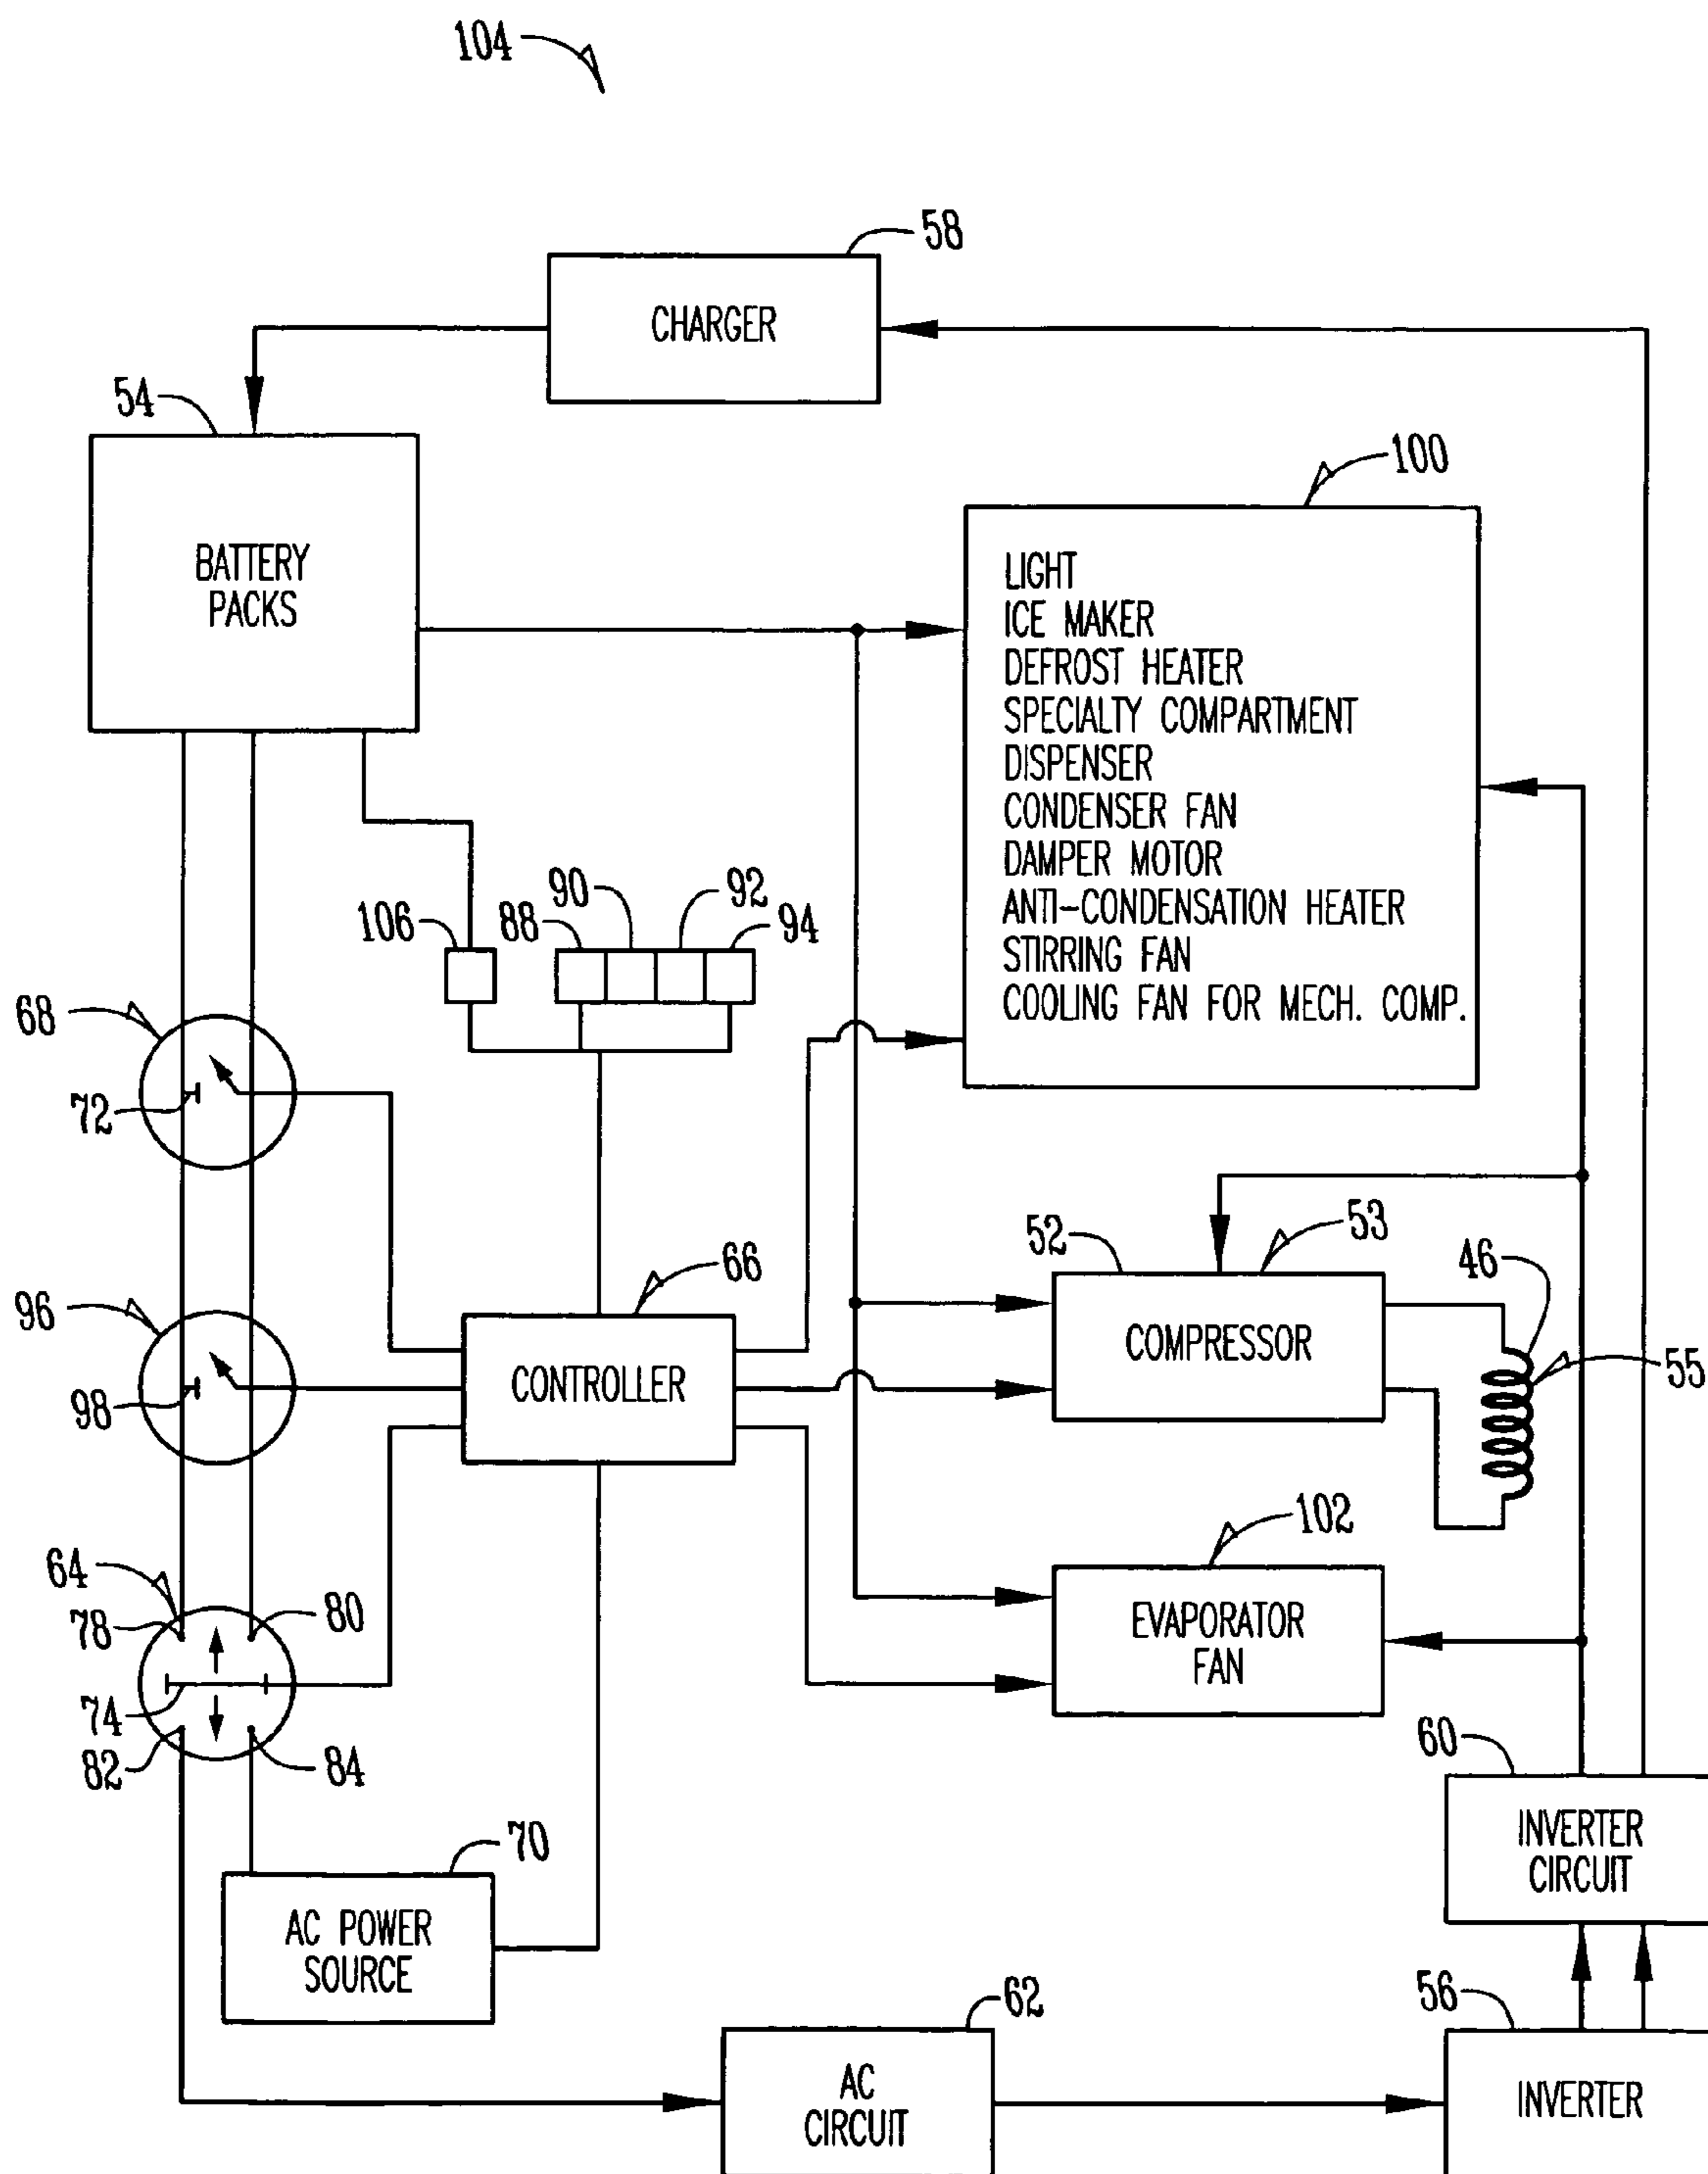 104
58
CHARGER
54
100
BATTERY
PACKS
LIGHT
ICE MAKER
DEFROST HEATER
SPECIALTY COMPARTMENT
DISPENSER
CONDENSER FAN
DAMPER MOTOR
ANTI-CONDENSATION HEATER
STIRRING FAN
COOLING FAN FOR MECH. COMP.
106
88
90
92
94
68
72
66
52
53
46
96
98
CONTROLLER
COMPRESSOR
55
102
64
78
80
EVAPORATOR
FAN
74
82
84
60
70
INVERTER
CIRCUIT
AC POWER
SOURCE
62
56
AC
CIRCUIT
INVERTER